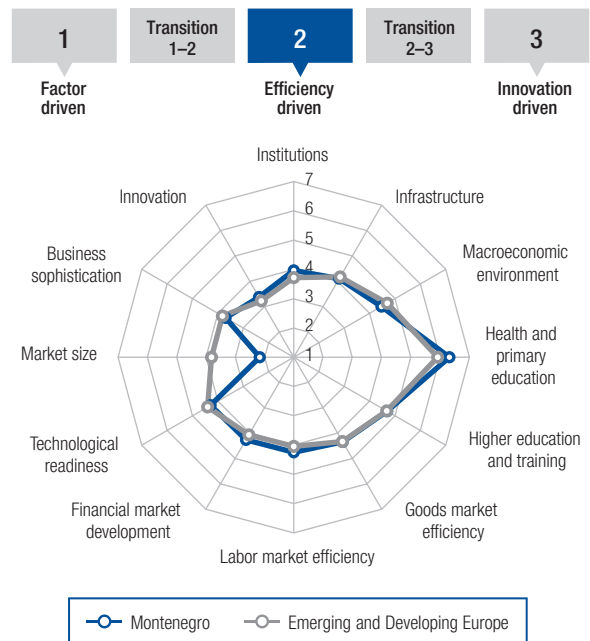 1
Transition
1–2
2
Transition
2–3
3
Factor
driven
Efficiency
driven
Innovation
driven
Institutions
7
Innovation
Infrastructure
6
5
Business
sophistication
Macroeconomic
environment
4
3
2
Market size
1
Health and
primary
education
Technological
readiness
Higher education
and training
Financial market
development
Goods market
efficiency
Labor market efficiency
Montenegro
Emerging and Developing Europe